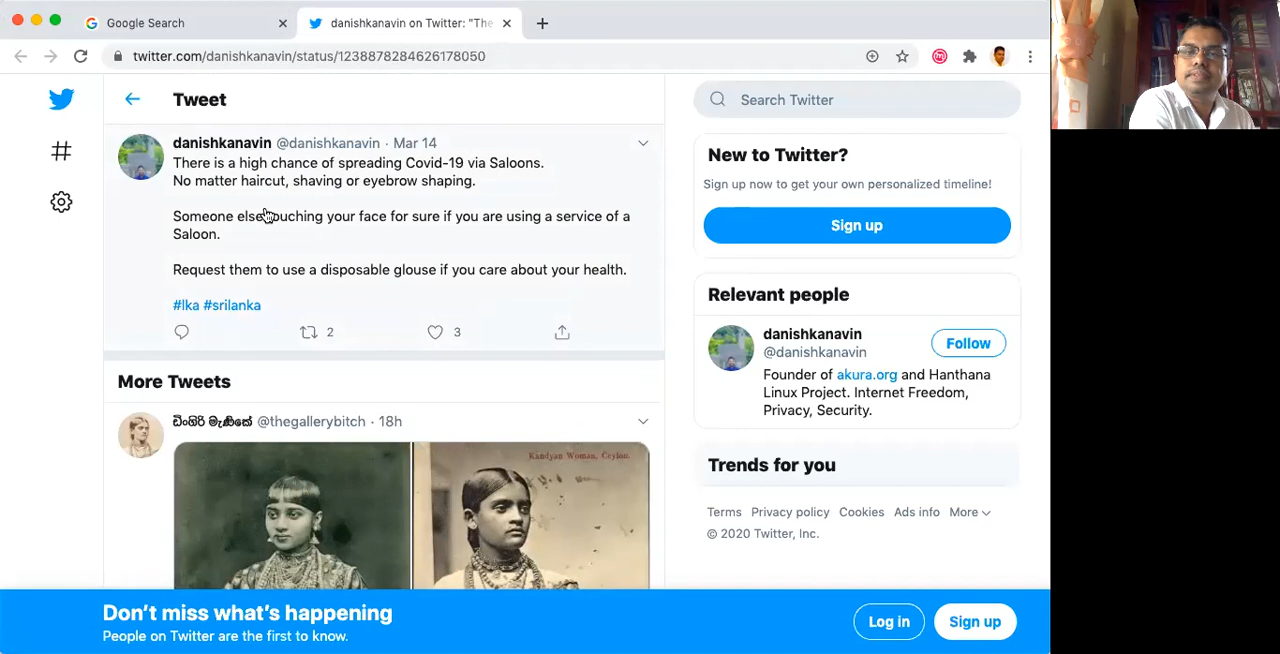 Google Search
danishkanavin on Twitter: "The
twitter.com/danishkanavin/status/1238878284626178050
Tweet
danishkanavin @danishkanavin · Mar 14
There is a high chance of spreading Covid-19 via Saloons.
No matter haircut, shaving or eyebrow shaping.
Someone else touching your face for sure if you are using a service of a
Saloon.
Request them to use a disposable glouse if you care about your health.
#lka #srilanka
2
3
More Tweets
ඩිංගිරි මැණිකේ @thegallerybitch · 18h
Kandyan Woman, Ceylon.
Search Twitter
New to Twitter?
Sign up now to get your own personalized timeline!
Sign up
Relevant people
danishkanavin
@danishkanavin
Follow
Founder of akura.org and Hanthana
Linux Project. Internet Freedom,
Privacy, Security.
Trends for you
Terms Privacy policy Cookies Ads info More
© 2020 Twitter, Inc.
Don't miss what's happening
People on Twitter are the first to know.
Log in
Sign up